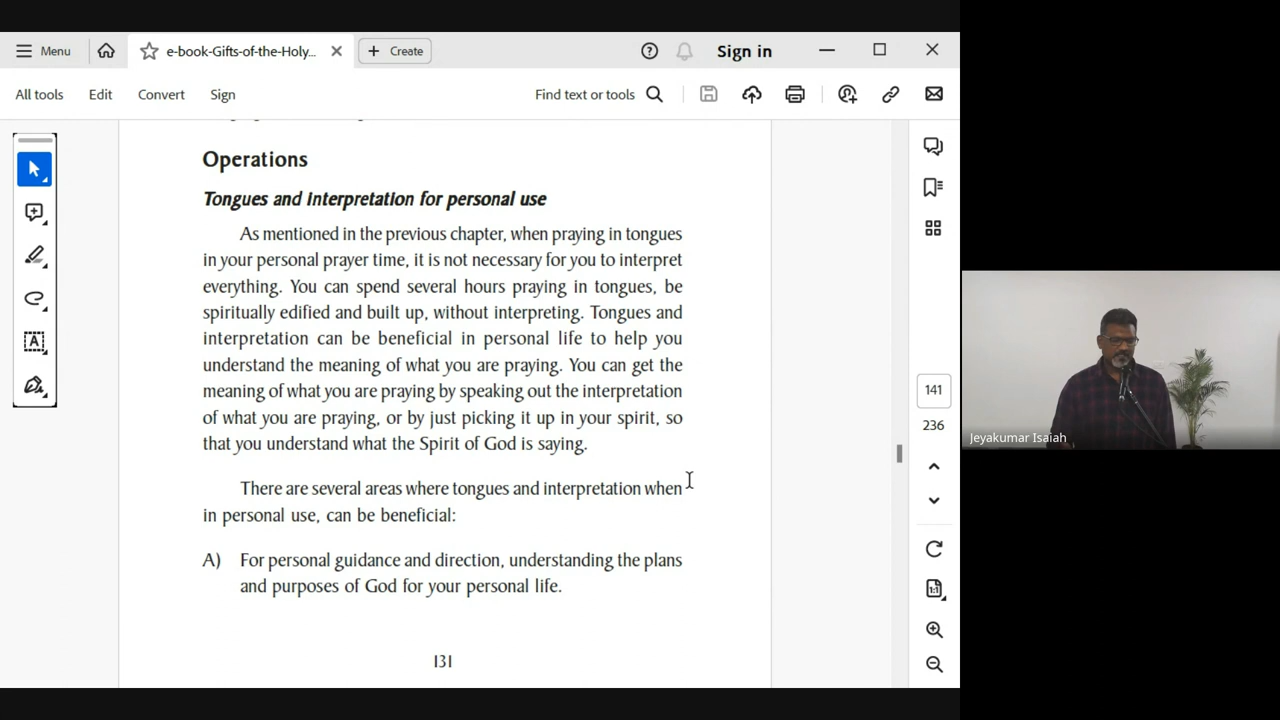 Menu
e-book-Gifts-of-the-Holy...
Create
Sign in
All tools
Edit
Convert
Sign
Find text or tools
Operations
Tongues and Interpretation for personal use
As mentioned in the previous chapter, when praying in tongues
in your personal prayer time, it is not necessary for you to interpret
everything. You can spend several hours praying in tongues, be
spiritually edified and built up, without interpreting. Tongues and
interpretation can be beneficial in personal life to help you
understand the meaning of what you are praying. You can get the
meaning of what you are praying by speaking out the interpretation
of what you are praying, or by just picking it up in your spirit, so
that you understand what the Spirit of God is saying.
There are several areas where tongues and interpretation when
in personal use, can be beneficial:
A) For personal guidance and direction, understanding the plans
and purposes of God for your personal life.
131
141
236
1:1
Jeyakumar Isaiah